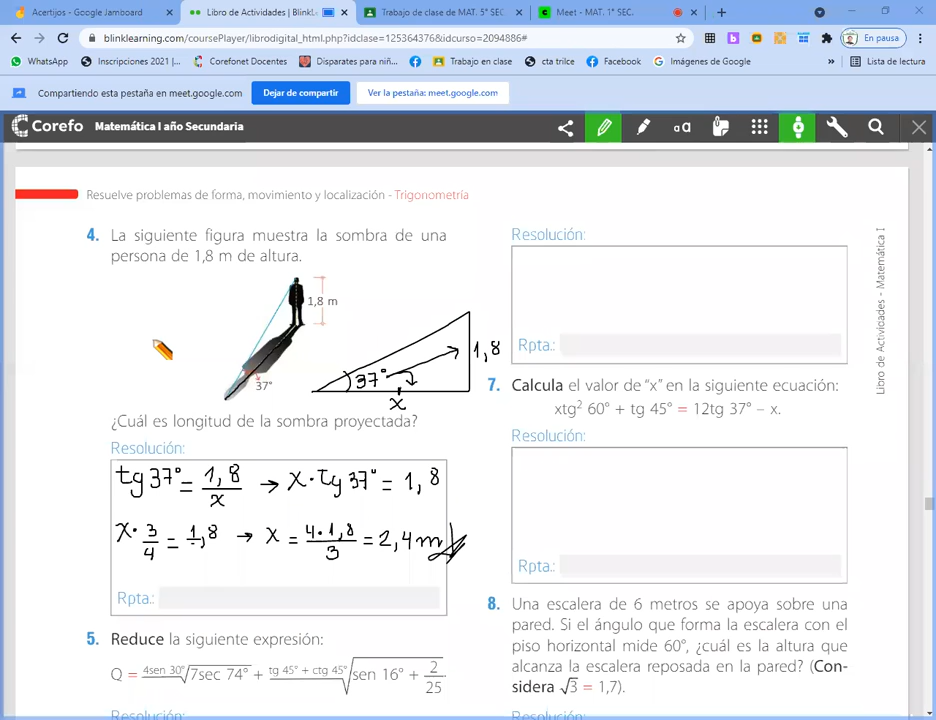 Acertijos - Google Jamboard
Libro de Actividades | BlinkLe
Trabajo de clase de MAT. 5° SEC
Meet - MAT. 1° SEC.
blinklearning.com/coursePlayer/librodigital_html.php?idclase=125364376&idcurso=2094886#
En pausa
WhatsApp
Inscripciones 2021 |...
Corefonet Docentes
Disparates para niñ...
Trabajo en clase
cta trilce
Facebook
Imágenes de Google
»
Lista de lectura
Compartiendo esta pestaña en meet.google.com
Dejar de compartir
Ver la pestaña: meet.google.com
Corefo
Matemática I año Secundaria
aA
Resuelve problemas de forma, movimiento y localización - Trigonometría
4. La siguiente figura muestra la sombra de una
persona de 1,8 m de altura.
1,8 m
37°
37°
1,8
x
¿Cuál es longitud de la sombra proyectada?
Resolución:
tg 37° = 1,8/x → x · Tg 37° = 1,8
x · 3/4 = 1,8 → x = 4·1,8/3 = 2,4 m
Rpta.:
5. Reduce la siguiente expresión:
Q = 4sen 30°√7sec 74° + tg 45° + ctg 45°√sen 16° + 2/25
Resolución:
Resolución:
Rpta.:
7. Calcula el valor de “x” en la siguiente ecuación:
xtg² 60° + tg 45° = 12tg 37° – x.
Resolución:
Rpta.:
8. Una escalera de 6 metros se apoya sobre una
pared. Si el ángulo que forma la escalera con el
piso horizontal mide 60°, ¿cuál es la altura que
alcanza la escalera reposada en la pared? (Con-
sidera √3 = 1,7).
Resolución:
Libro de Actividades - Matemática I